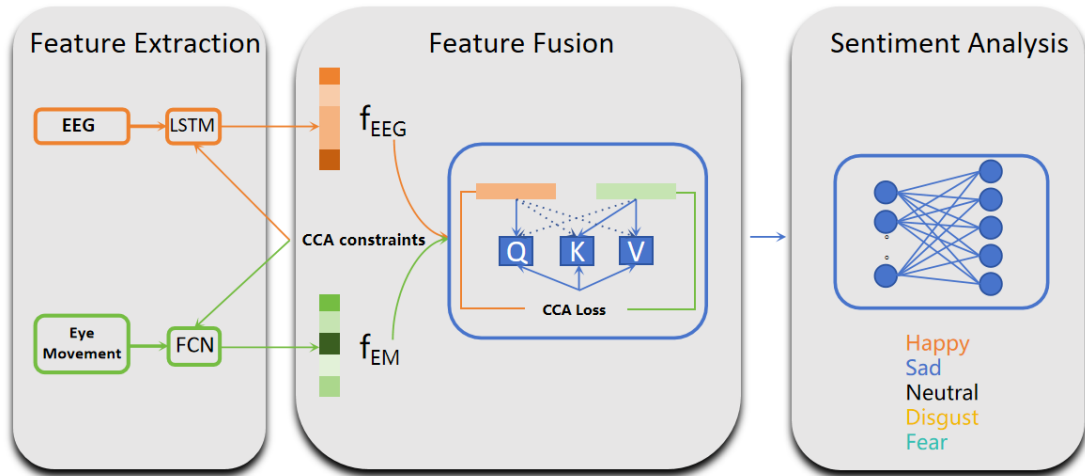 Feature Extraction
EEG
LSTM
Eye
Movement
FCN
Feature Fusion
fEEG
CCA constraints
fEM
Q K V
CCA Loss
Sentiment Analysis
Happy
Sad
Neutral
Disgust
Fear